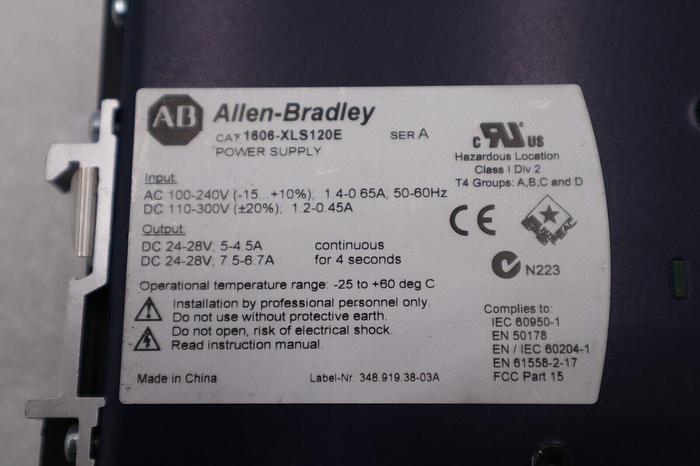 AB Allen-Bradley
CAT 1606-XLS120E SER A
POWER SUPPLY
Input:
AC 100-240V (-15...+10%); 1.4-0.65A; 50-60Hz
DC 110-300V (±20%); 1.2-0.45A
Output:
DC 24-28V; 5-4.5A continuous
DC 24-28V; 7.5-6.7A for 4 seconds
Operational temperature range: -25 to +60 deg C
Installation by professional personnel only.
Do not use without protective earth.
Do not open, risk of electrical shock.
Read instruction manual.
Made in China
Label-Nr. 348.919.38-03A
c RU US
Hazardous Location
Class I Div 2
T4 Groups: A,B,C and D
CE
N223
Complies to:
IEC 60950-1
EN 50178
EN / IEC 60204-1
EN 61558-2-17
FCC Part 15